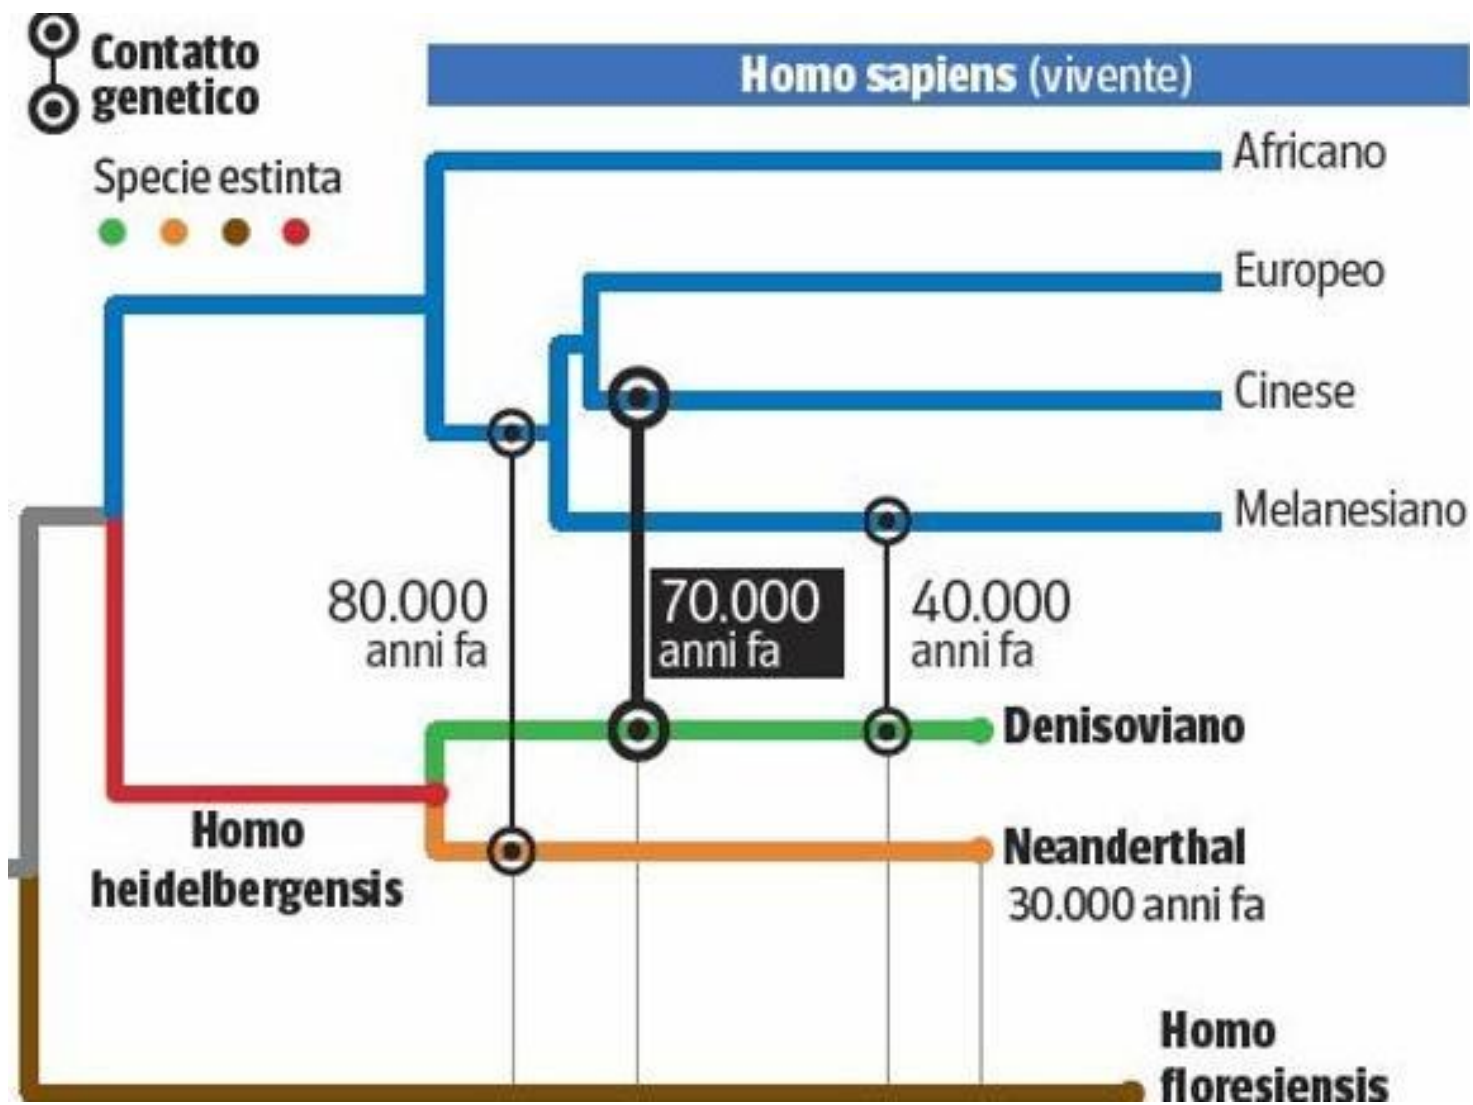 Contatto
genetico
Homo sapiens (vivente)
Specie estinta
Africano
Europeo
Cinese
Melanesiano
80.000
anni fa
70.000
anni fa
40.000
anni fa
Denisoviano
Homo
heidelbergensis
Neanderthal
30.000 anni fa
Homo
floresiensis